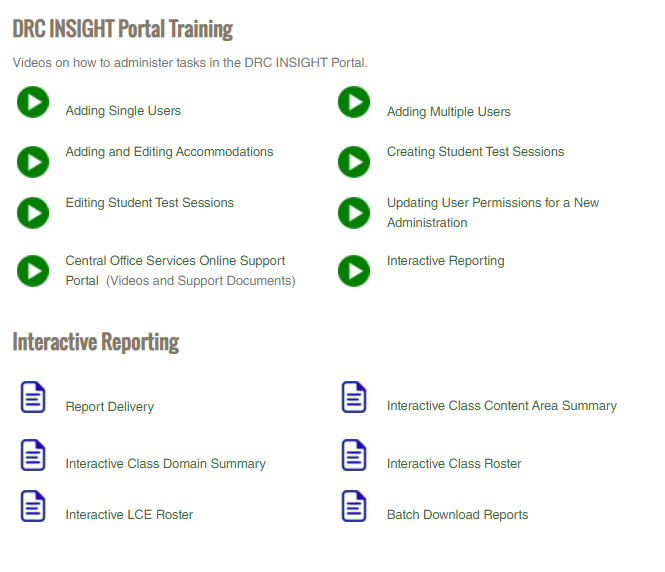 DRC INSIGHT Portal Training
Videos on how to administer tasks in the DRC INSIGHT Portal.
Adding Single Users
Adding Multiple Users
Adding and Editing Accommodations
Creating Student Test Sessions
Editing Student Test Sessions
Updating User Permissions for a New
Administration
Central Office Services Online Support
Portal (Videos and Support Documents)
Interactive Reporting
Interactive Reporting
Report Delivery
Interactive Class Content Area Summary
Interactive Class Domain Summary
Interactive Class Roster
Interactive LCE Roster
Batch Download Reports